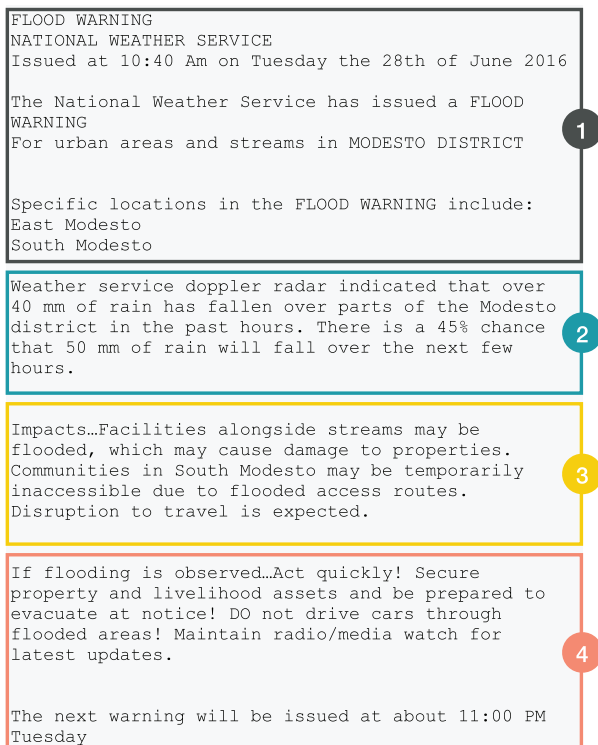 FLOOD WARNING
NATIONAL WEATHER SERVICE
Issued at 10:40 Am on Tuesday the 28th of June 2016
The National Weather Service has issued a FLOOD
WARNING
For urban areas and streams in MODESTO DISTRICT
1
Specific locations in the FLOOD WARNING include:
East Modesto
South Modesto
Weather service doppler radar indicated that over
40 mm of rain has fallen over parts of the Modesto
district in the past hours. There is a 45% chance
that 50 mm of rain will fall over the next few
hours.
2
Impacts…Facilities alongside streams may be
flooded, which may cause damage to properties.
Communities in South Modesto may be temporarily
inaccessible due to flooded access routes.
Disruption to travel is expected.
3
If flooding is observed…Act quickly! Secure
property and livelihood assets and be prepared to
evacuate at notice! DO not drive cars through
flooded areas! Maintain radio/media watch for
latest updates.
4
The next warning will be issued at about 11:00 PM
Tuesday